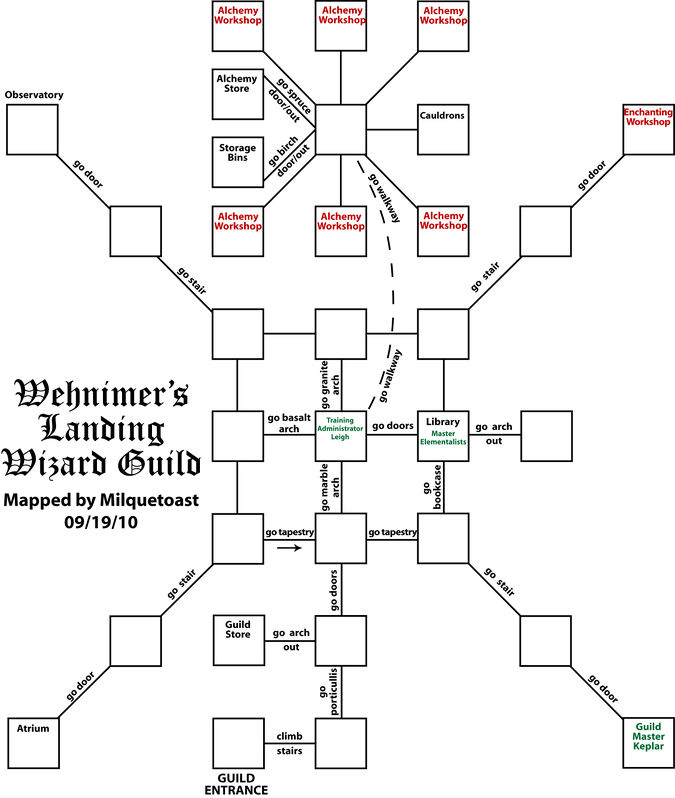 Alchemy
Workshop
Alchemy
Workshop
Alchemy
Workshop
Alchemy
Store
go spruce
door/out
Observatory
Cauldrons
Enchanting
Workshop
Storage
Bins
go birch
door/out
go door
go walkway
go door
Alchemy
Workshop
Alchemy
Workshop
Alchemy
Workshop
go stair
go stair
go granite
arch
go walkway
Wehnimer's
Landing
Wizard Guild
Mapped by Milquetoast
09/19/10
go basalt
arch
Training
Administrator
Leigh
go doors
Library
Master
Elementalists
go arch
out
go marble
arch
go
bookcase
go tapestry
go tapestry
go stair
go doors
go stair
Guild
Store
go arch
out
go door
go
porticullis
go door
Atrium
climb
stairs
Guild
Master
Keplar
GUILD
ENTRANCE